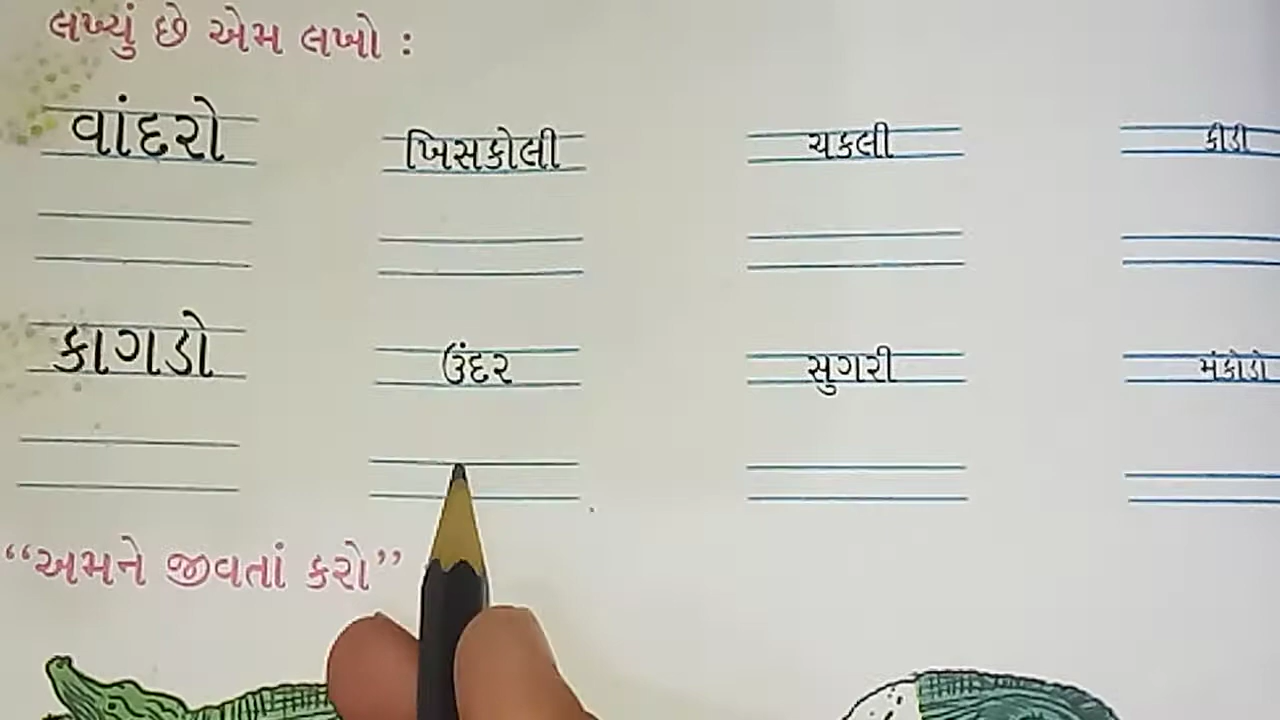 લખ્યું છે એમ લખો :
વાંદરો ખિસકોલી ચકલી કીડી
કાગડો ઉંદર સુગરી મંકોડો
“અમને જીવતાં કરો”